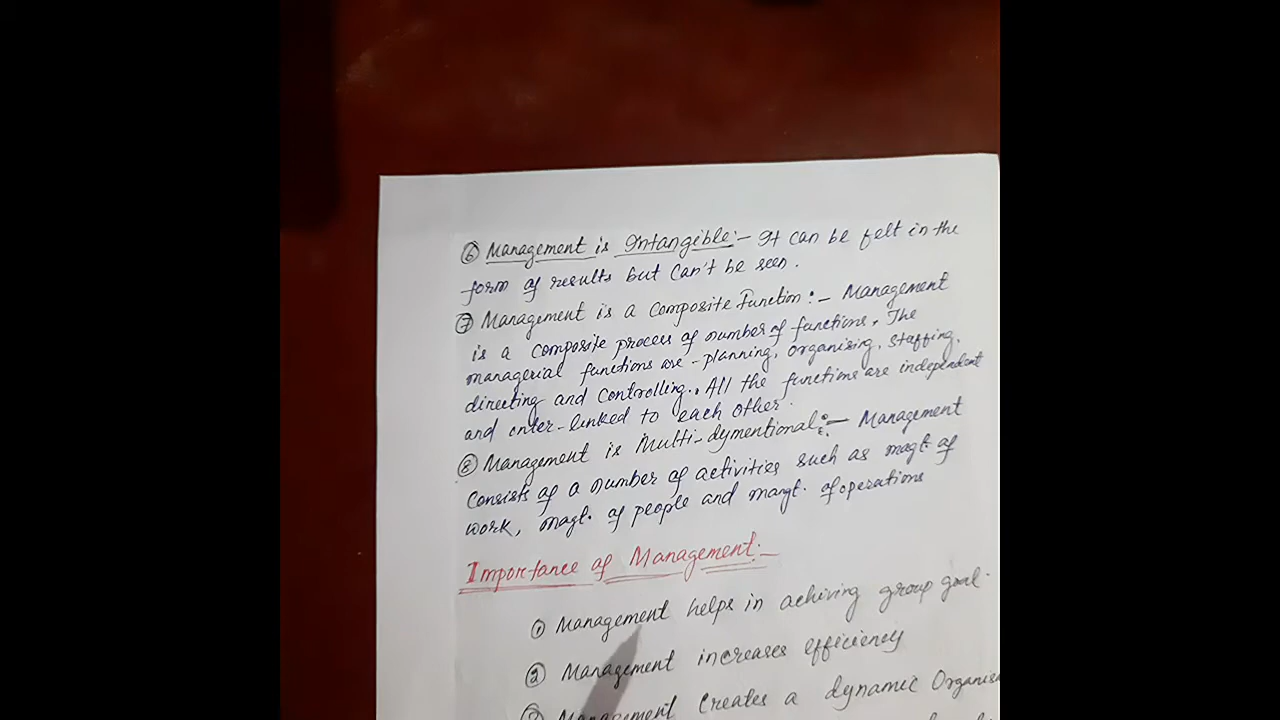 ⑥ Management is Intangible:- It can be felt in the
form of results but can't be seen.
⑦ Management is a composite Function:- Management
is a composite process of number of functions. The
managerial functions are - planning, organising, staffing,
directing and controlling. All the functions are independent
and inter-linked to each other.
⑧ Management is Multi-dymentional:- Management
consists of a number of activities such as magt. of
work, magt. of people and mangt. of operations
Importance of Management:-
① Management helps in achiving group goal.
② Management increases efficiency
③ Management creates a dynamic